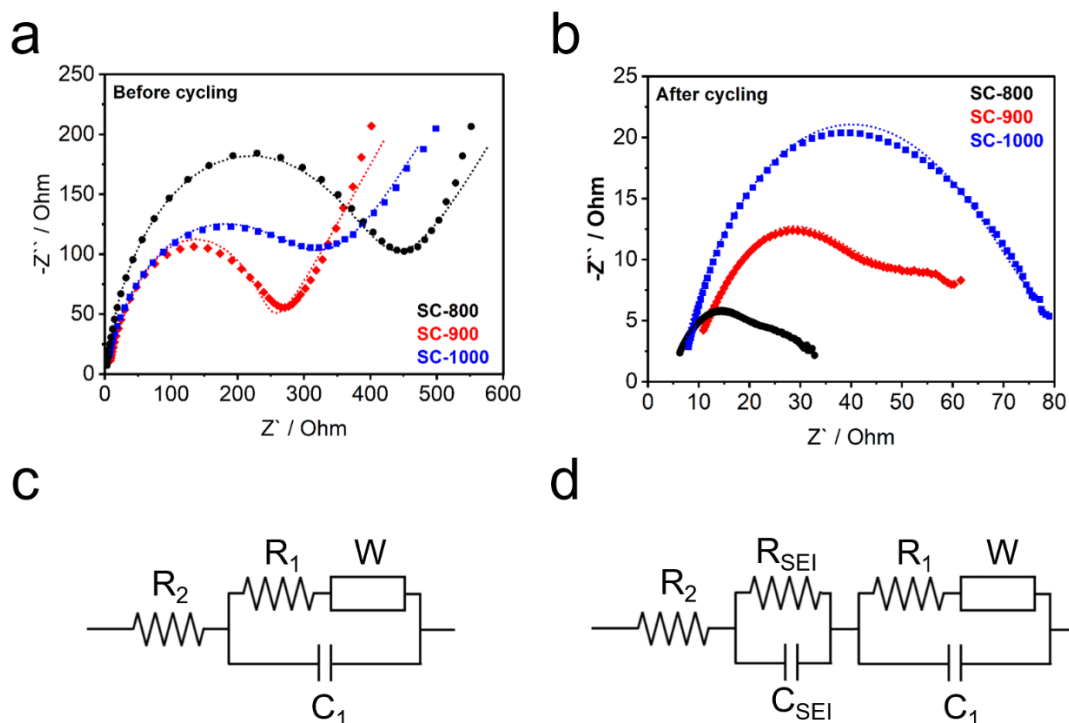 a
Before cycling
-Z`` / Ohm
250
200
150
100
50
0
0 100 200 300 400 500 600
Z` / Ohm
SC-800
SC-900
SC-1000
b
After cycling
-Z`` / Ohm
25
20
15
10
5
0
0 10 20 30 40 50 60 70 80
Z` / Ohm
SC-800
SC-900
SC-1000
c
R2
R1
W
C1
d
R2
RSEI
CSEI
R1
W
C1